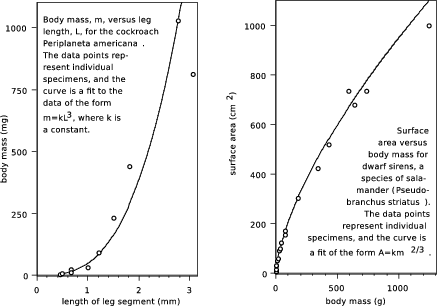 Body mass, m, versus leg
length, L, for the cockroach
Periplaneta americana .
The data points rep-
resent individual
specimens, and the
curve is a fit to the
data of the form
m=kL3, where k is
a constant.
1000
750
500
250
0
body mass (mg)
0
1
2
3
length of leg segment (mm)
1000
800
600
400
200
0
surface area (cm 2)
Surface
area versus
body mass for
dwarf sirens, a
species of sala-
mander (Pseudo-
branchus striatus ).
The data points
represent individual
specimens, and the curve is
a fit of the form A=km 2/3 .
0
500
1000
body mass (g)